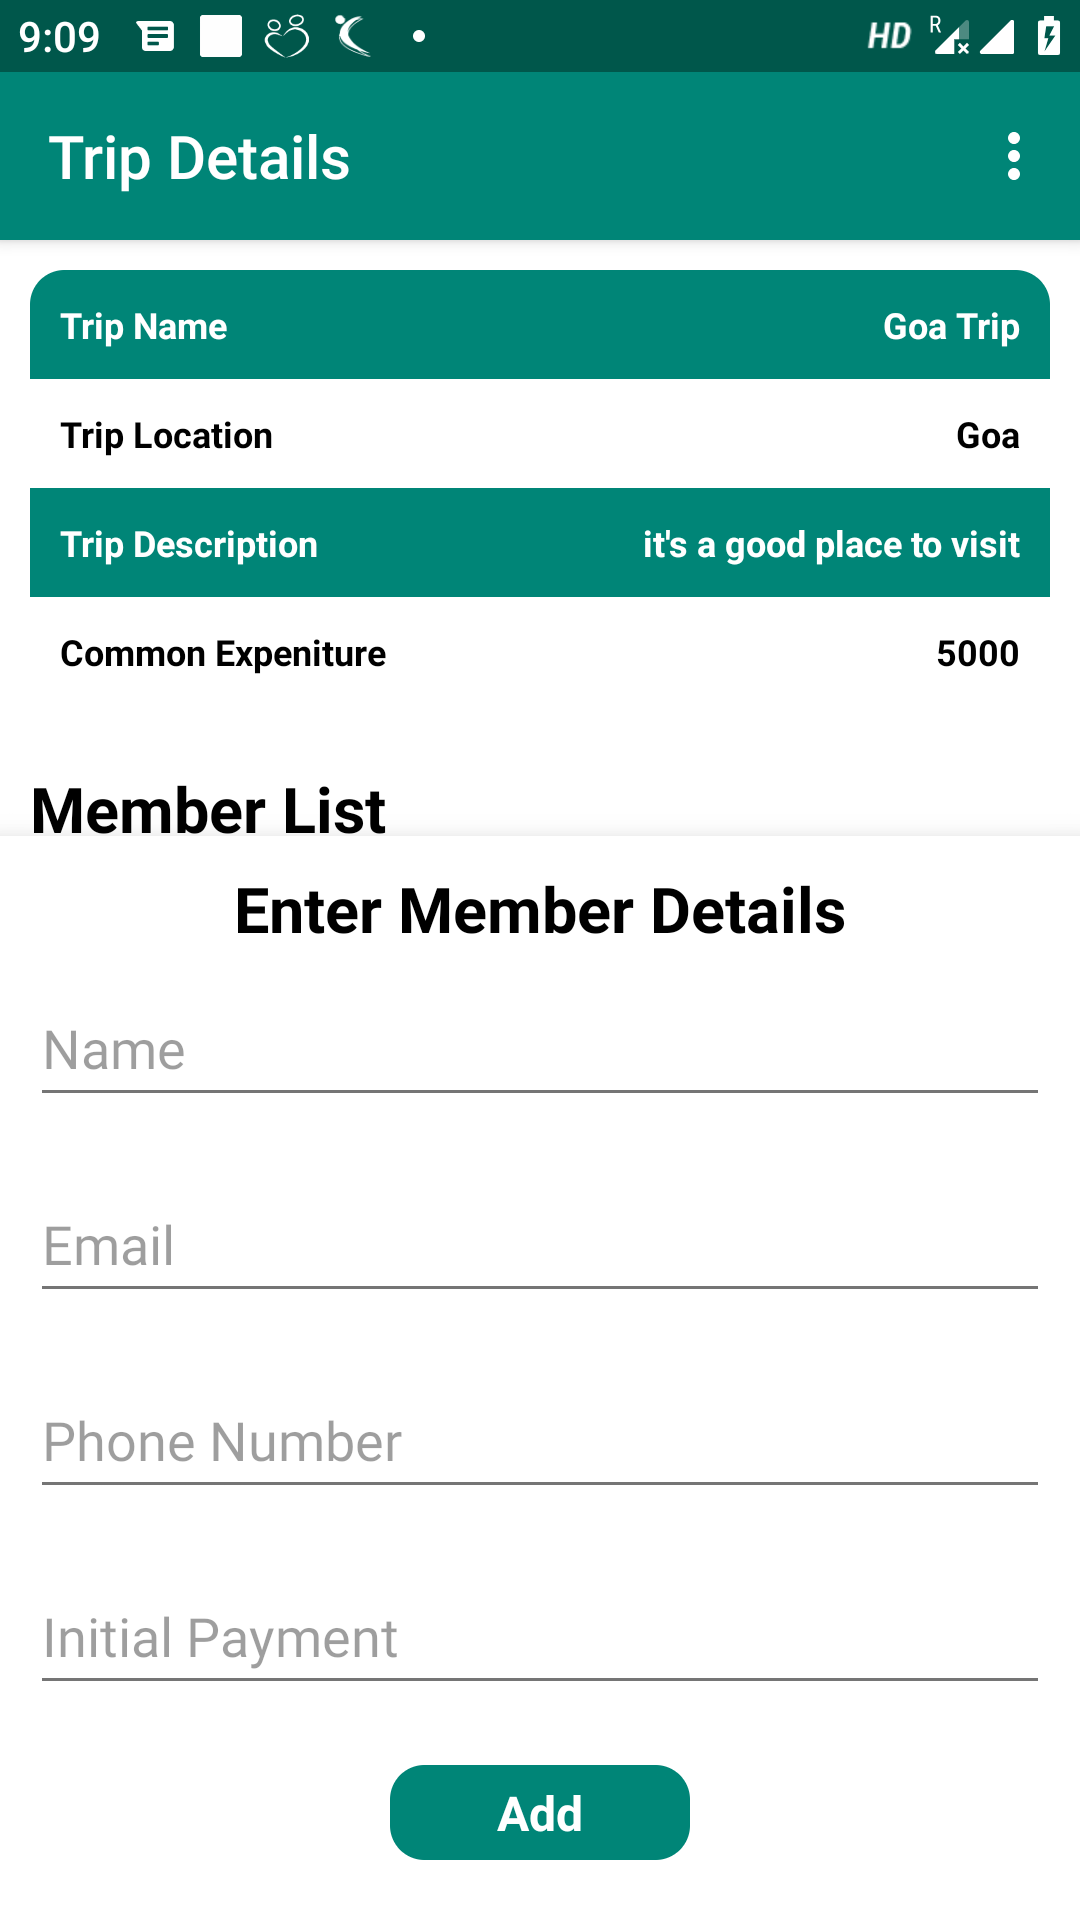 9:09 HD R
Trip Details
Trip Name Goa Trip
Trip Location Goa
Trip Description it's a good place to visit
Common Expeniture 5000
Member List
Enter Member Details
Name
Email
Phone Number
Initial Payment
Add